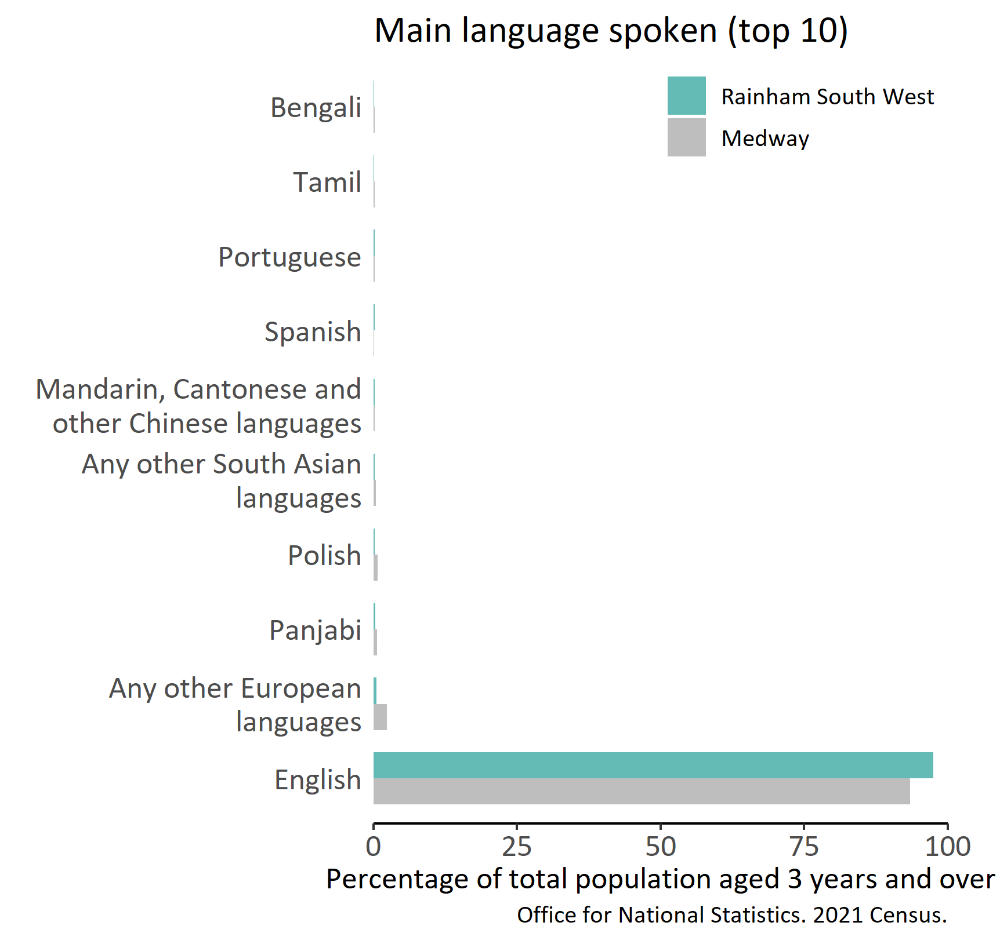 Main language spoken (top 10)
Rainham South West
Medway
Bengali
Tamil
Portuguese
Spanish
Mandarin, Cantonese and
other Chinese languages
Any other South Asian
languages
Polish
Panjabi
Any other European
languages
English
0 25 50 75 100
Percentage of total population aged 3 years and over
Office for National Statistics. 2021 Census.